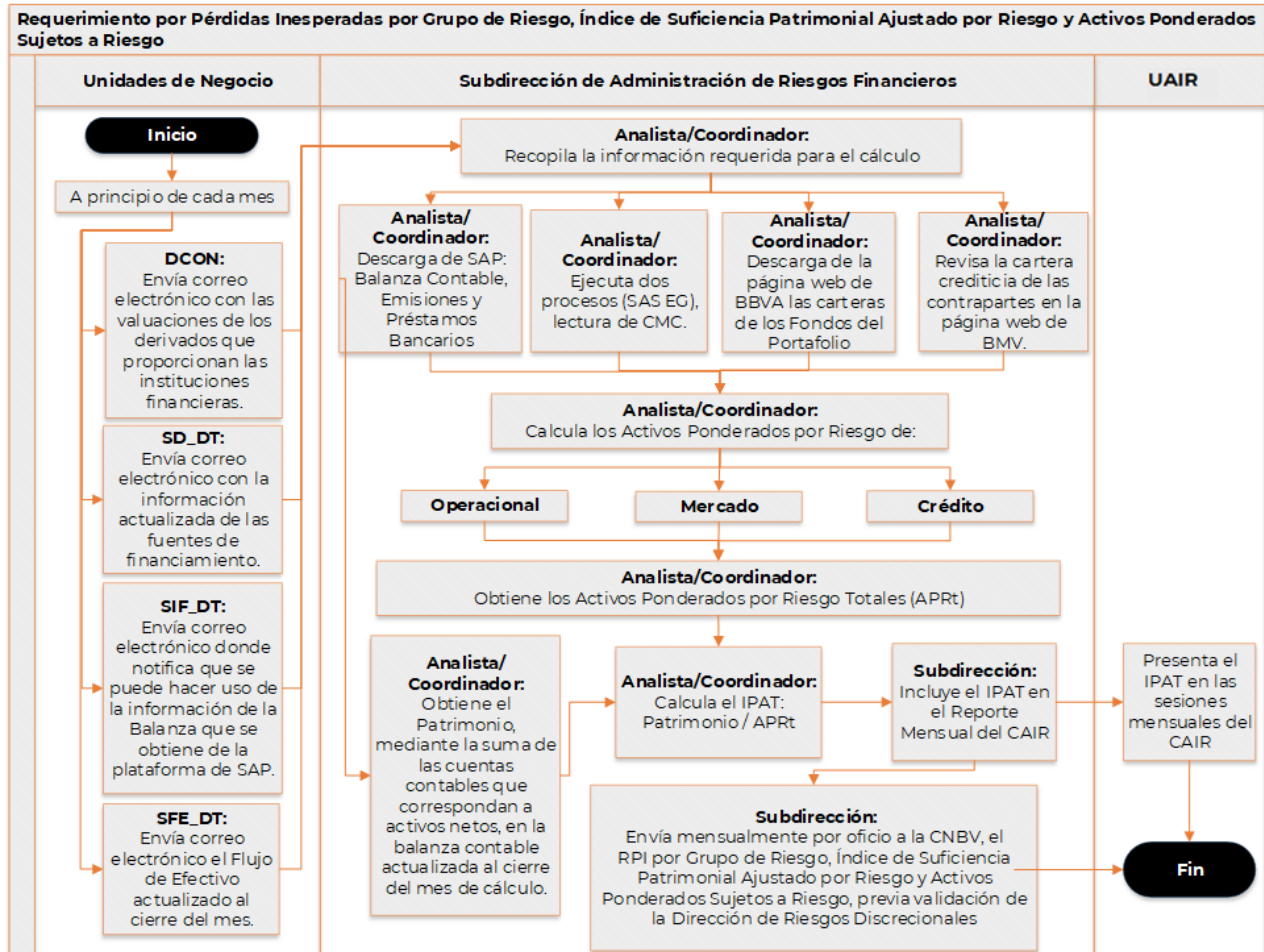 Requerimiento por Pérdidas Inesperadas por Grupo de Riesgo, Índice de Suficiencia Patrimonial Ajustado por Riesgo y Activos Ponderados
Sujetos a Riesgo
Unidades de Negocio
Subdirección de Administración de Riesgos Financieros
UAIR
Inicio
A principio de cada mes
DCON:
Envía correo
electrónico con las
valuaciones de los
derivados que
proporcionan las
instituciones
financieras.
SD_DT:
Envía correo
electrónico con la
información
actualizada de las
fuentes de
financiamiento.
SIF_DT:
Envía correo
electrónico donde
notifica que se
puede hacer uso de
la información de la
Balanza que se
obtiene de la
plataforma de SAP.
SFE_DT:
Envía correo
electrónico el Flujo
de Efectivo
actualizado al
cierre del mes.
Analista/Coordinador:
Recopila la información requerida para el cálculo
Analista/
Coordinador:
Descarga de SAP:
Balanza Contable,
Emisiones y
Préstamos
Bancarios
Analista/
Coordinador:
Ejecuta dos
procesos (SAS EG),
lectura de CMC.
Analista/
Coordinador:
Descarga de la
página web de
BBVA las carteras
de los Fondos del
Portafolio
Analista/
Coordinador:
Revisa la cartera
crediticia de las
contrapartes en la
página web de
BMV.
Analista/Coordinador:
Calcula los Activos Ponderados por Riesgo de:
Operacional
Mercado
Crédito
Analista/Coordinador:
Obtiene los Activos Ponderados por Riesgo Totales (APRt)
Analista/
Coordinador:
Obtiene el
Patrimonio,
mediante la suma de
las cuentas
contables que
correspondan a
activos netos, en la
balanza contable
actualizada al cierre
del mes de cálculo.
Analista/Coordinador:
Calcula el IPAT:
Patrimonio / APRt
Subdirección:
Incluye el IPAT en
el Reporte
Mensual del CAIR
Presenta el
IPAT en las
sesiones
mensuales del
CAIR
Subdirección:
Envía mensualmente por oficio a la CNBV, el
RPI por Grupo de Riesgo, Índice de Suficiencia
Patrimonial Ajustado por Riesgo y Activos
Ponderados Sujetos a Riesgo, previa validación de
la Dirección de Riesgos Discrecionales
Fin